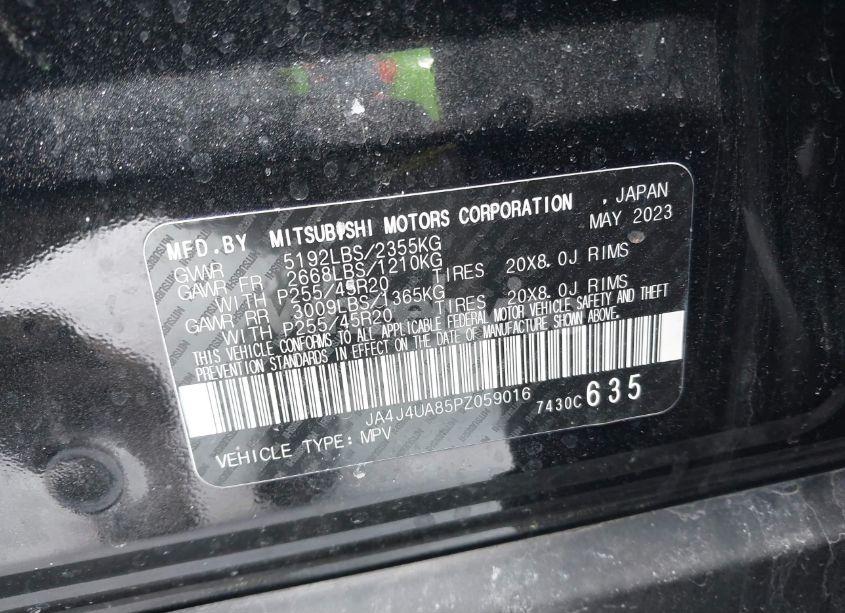 MFD.BY MITSUBISHI MOTORS CORPORATION , JAPAN
MAY 2023
GVWR 5192LBS/2355KG
GAWR FR 2668LBS/1210KG
WITH P255/45R20 TIRES 20X8.0J RIMS
GAWR RR 3009LBS/1365KG
WITH P255/45R20 TIRES 20X8.0J RIMS
THIS VEHICLE CONFORMS TO ALL APPLICABLE FEDERAL MOTOR VEHICLE SAFETY AND THEFT
PREVENTION STANDARDS IN EFFECT ON THE DATE OF MANUFACTURE SHOWN ABOVE.
JA4J4UA85PZ059016 7430C635
VEHICLE TYPE: MPV